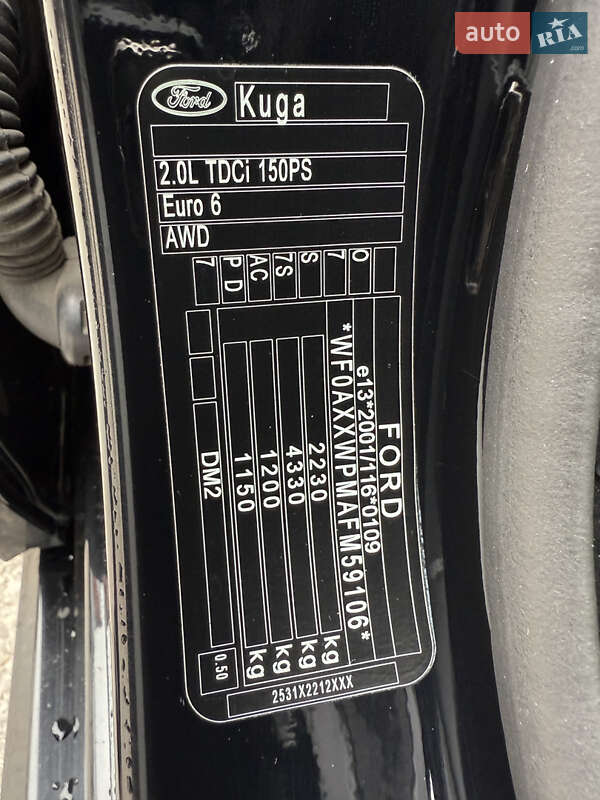 auto RIA .com
Ford
Kuga
2.0L TDCi 150PS
Euro 6
AWD
FORD
e13*2001/116*0109
*WF0AXXWPMAFM59106*
2230 kg
4330 kg
1200 kg
1150 kg
DM2
0.50
O
7
S
7S
AC
P D
7
2531X2212XXX